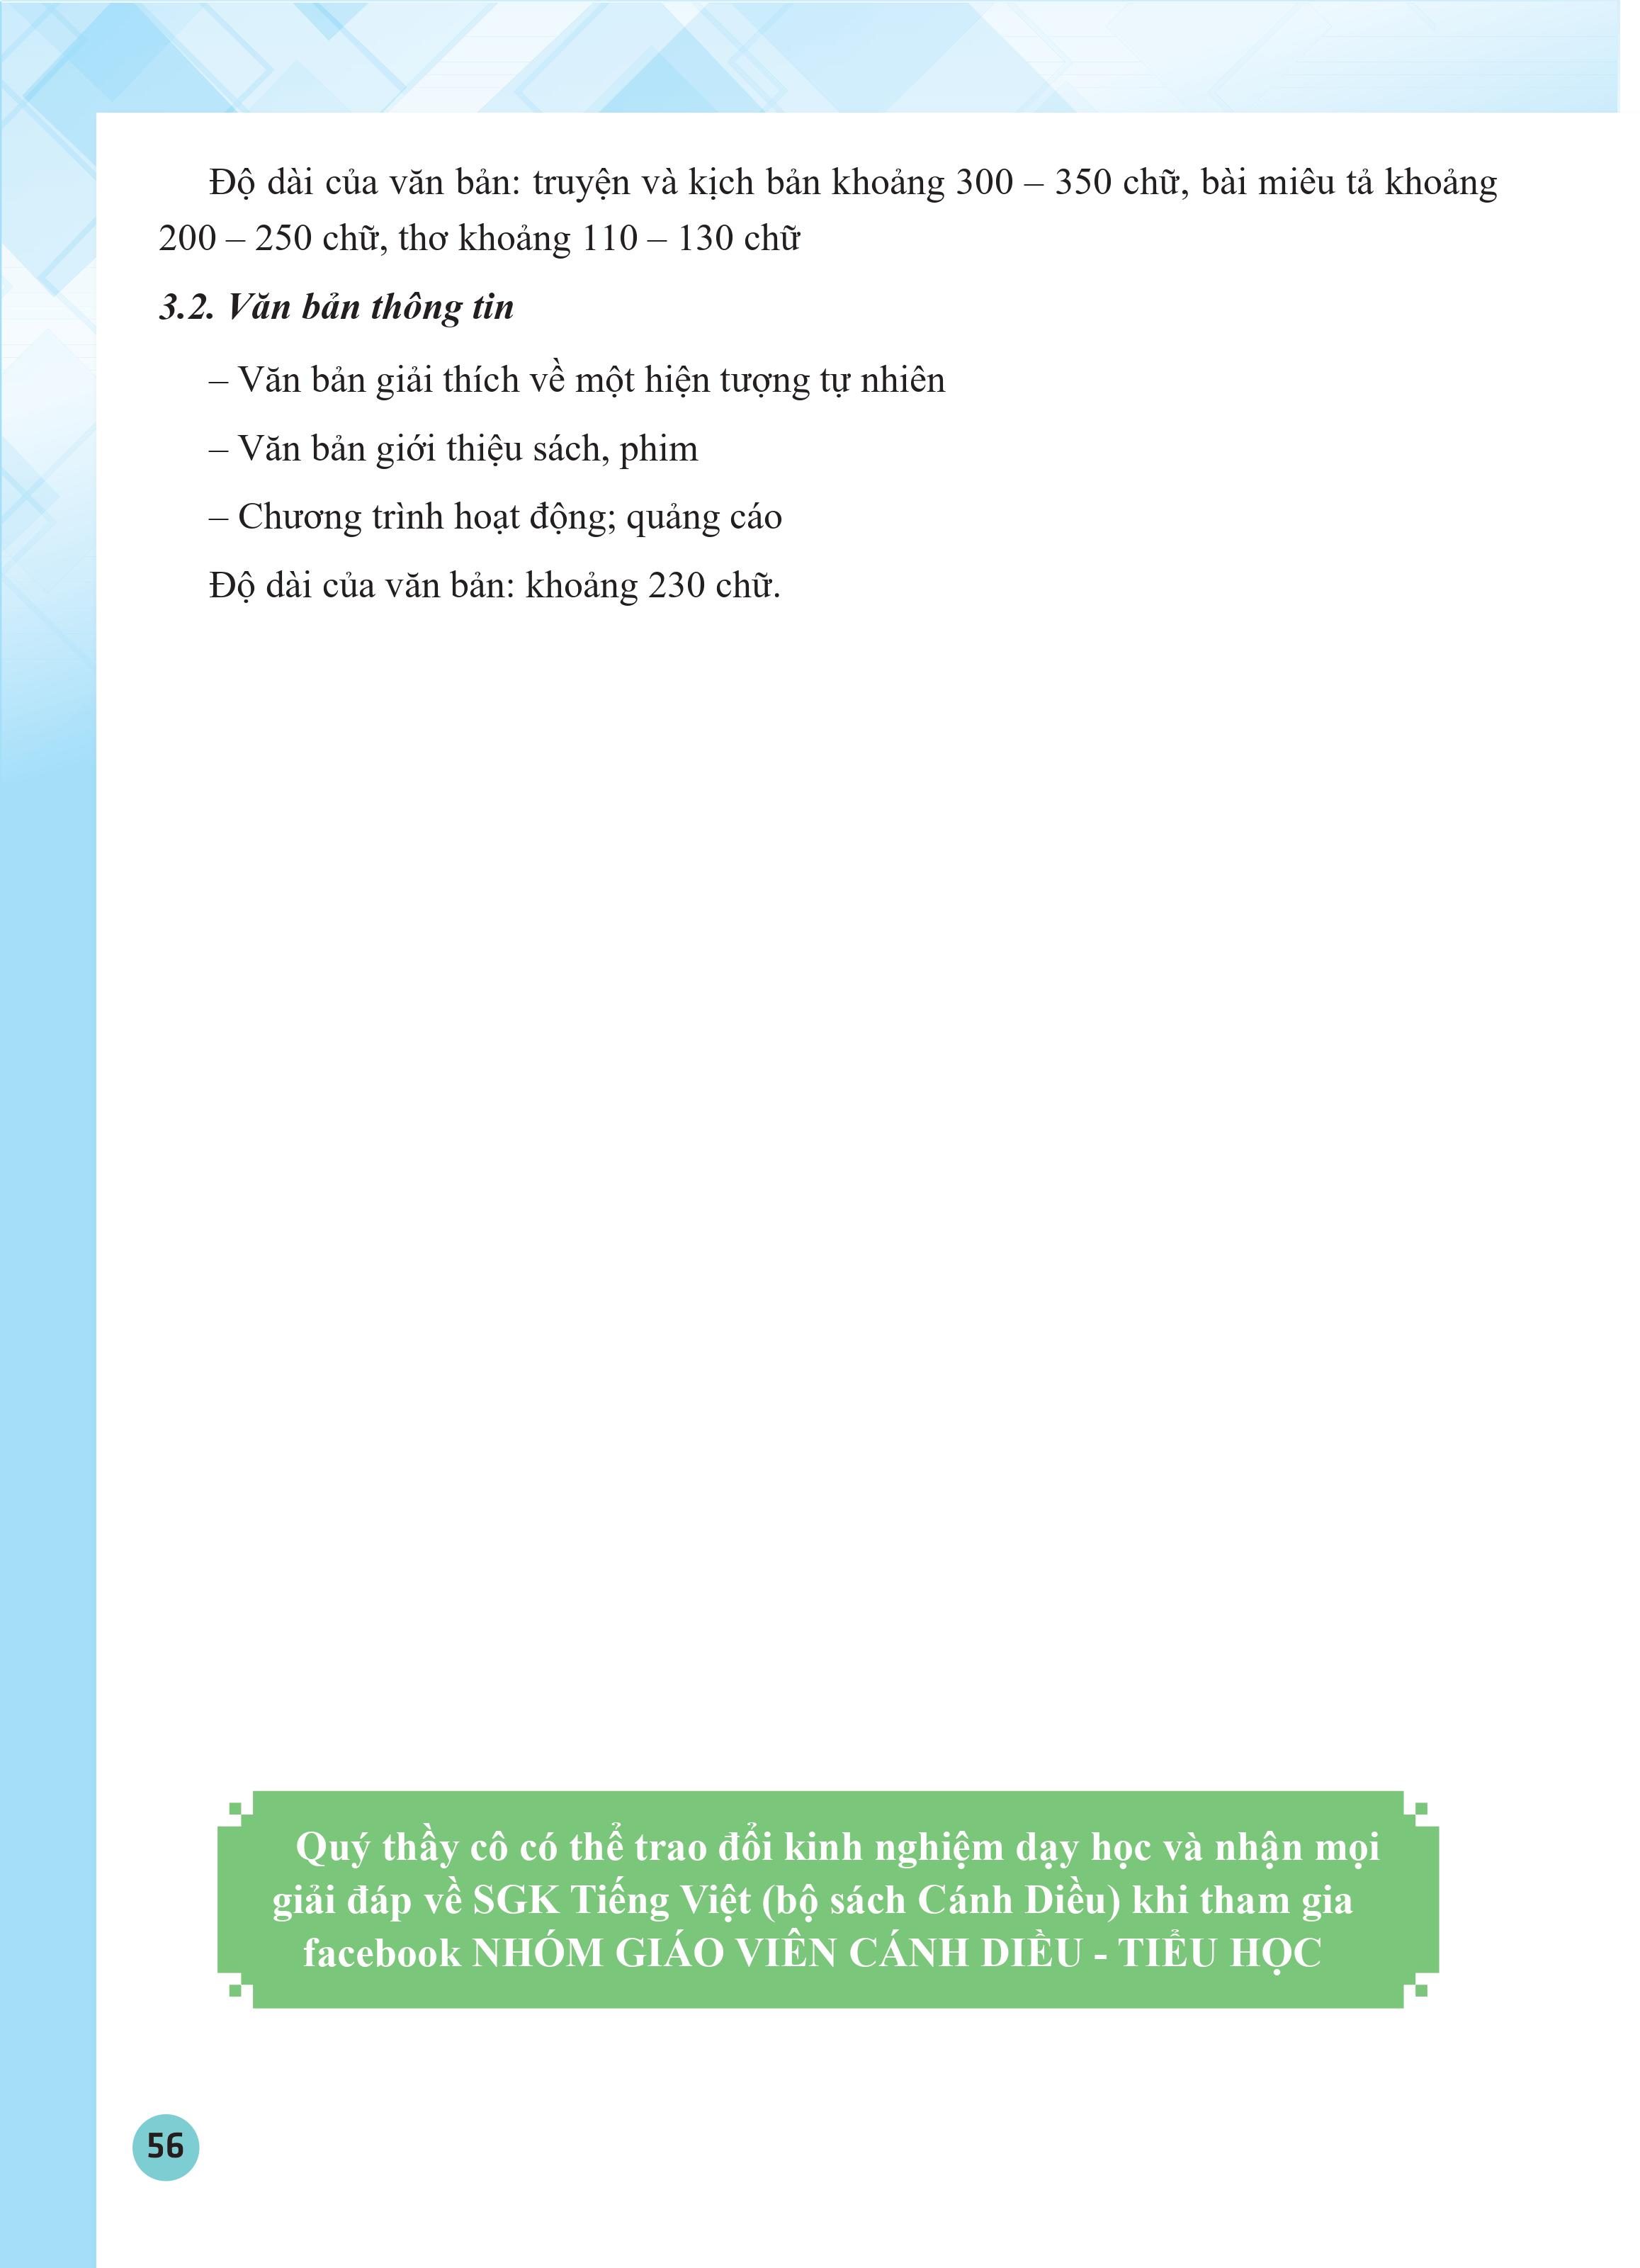 Độ dài của văn bản: truyện và kịch bản khoảng 300 – 350 chữ, bài miêu tả khoảng
200 – 250 chữ, thơ khoảng 110 – 130 chữ
3.2. Văn bản thông tin
– Văn bản giải thích về một hiện tượng tự nhiên
– Văn bản giới thiệu sách, phim
– Chương trình hoạt động; quảng cáo
Độ dài của văn bản: khoảng 230 chữ.
Quý thầy cô có thể trao đổi kinh nghiệm dạy học và nhận mọi
giải đáp về SGK Tiếng Việt (bộ sách Cánh Diều) khi tham gia
facebook NHÓM GIÁO VIÊN CÁNH DIỀU - TIỂU HỌC
56